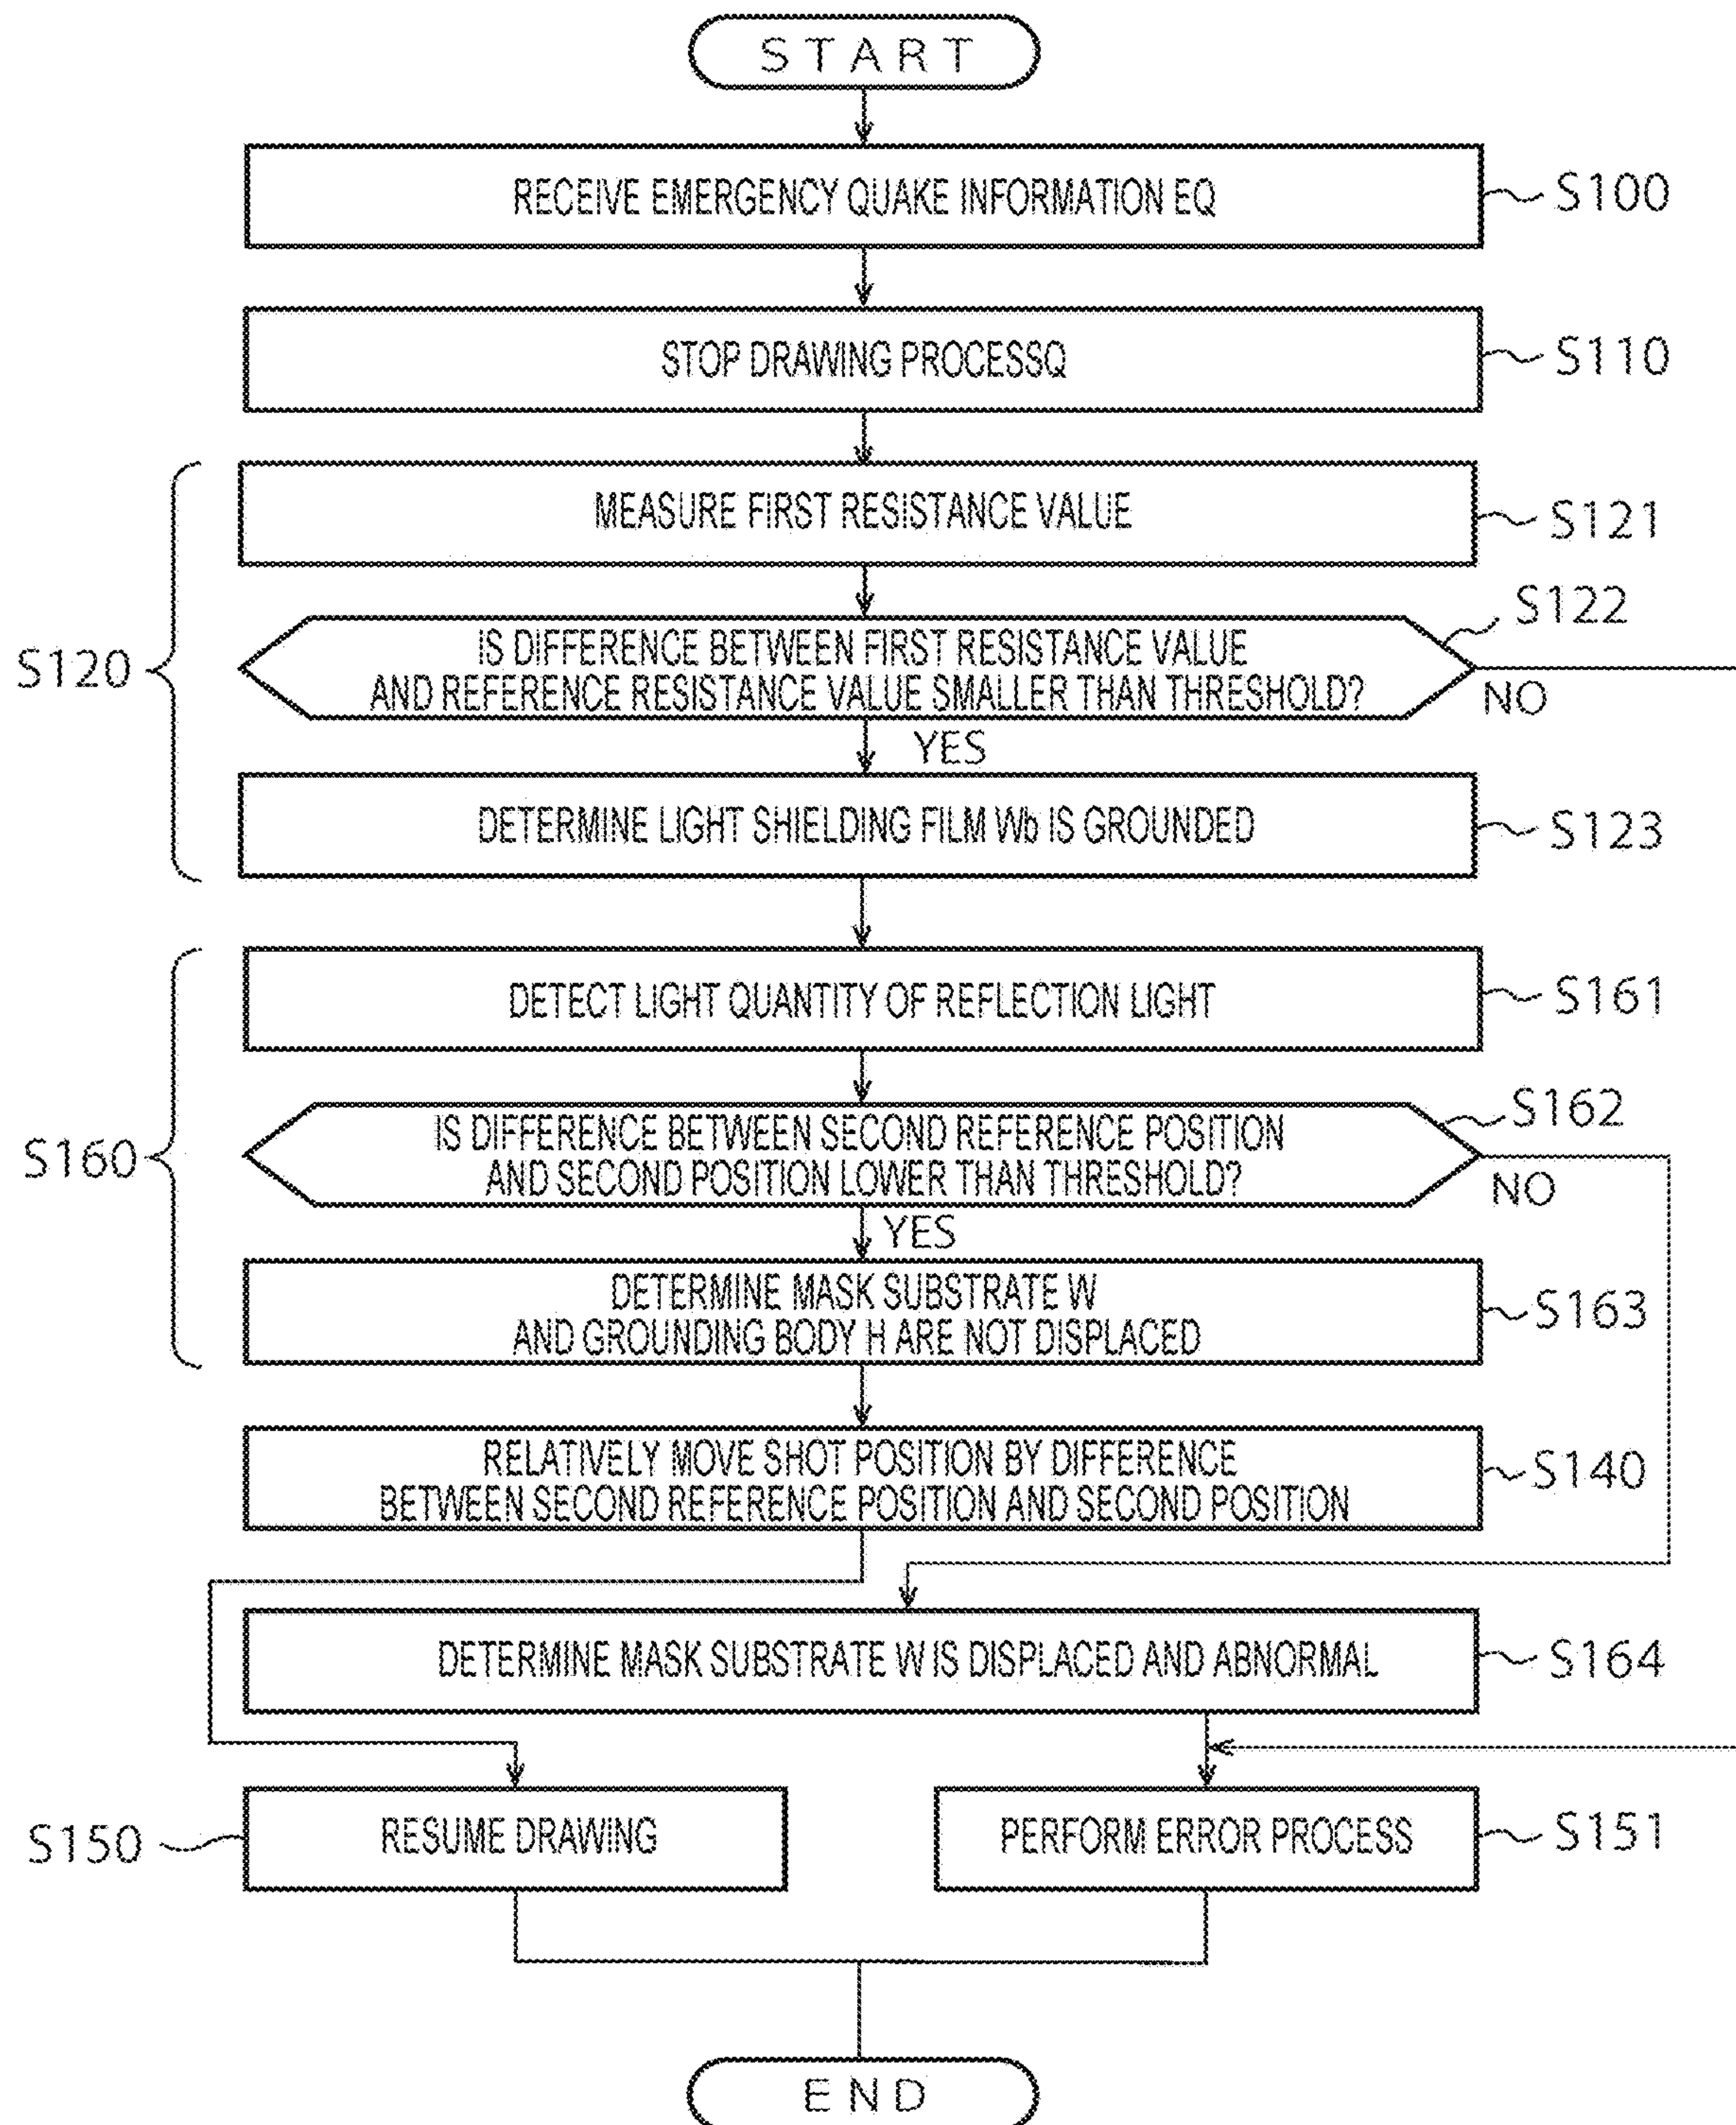 START
RECEIVE EMERGENCY QUAKE INFORMATION EQ
S100
STOP DRAWING PROCESSQ
S110
S120
MEASURE FIRST RESISTANCE VALUE
S121
IS DIFFERENCE BETWEEN FIRST RESISTANCE VALUE
AND REFERENCE RESISTANCE VALUE SMALLER THAN THRESHOLD?
S122
NO
YES
DETERMINE LIGHT SHIELDING FILM Wb IS GROUNDED
S123
S160
DETECT LIGHT QUANTITY OF REFLECTION LIGHT
S161
IS DIFFERENCE BETWEEN SECOND REFERENCE POSITION
AND SECOND POSITION LOWER THAN THRESHOLD?
S162
NO
YES
DETERMINE MASK SUBSTRATE W
AND GROUNDING BODY H ARE NOT DISPLACED
S163
RELATIVELY MOVE SHOT POSITION BY DIFFERENCE
BETWEEN SECOND REFERENCE POSITION AND SECOND POSITION
S140
DETERMINE MASK SUBSTRATE W IS DISPLACED AND ABNORMAL
S164
S150
RESUME DRAWING
PERFORM ERROR PROCESS
S151
END